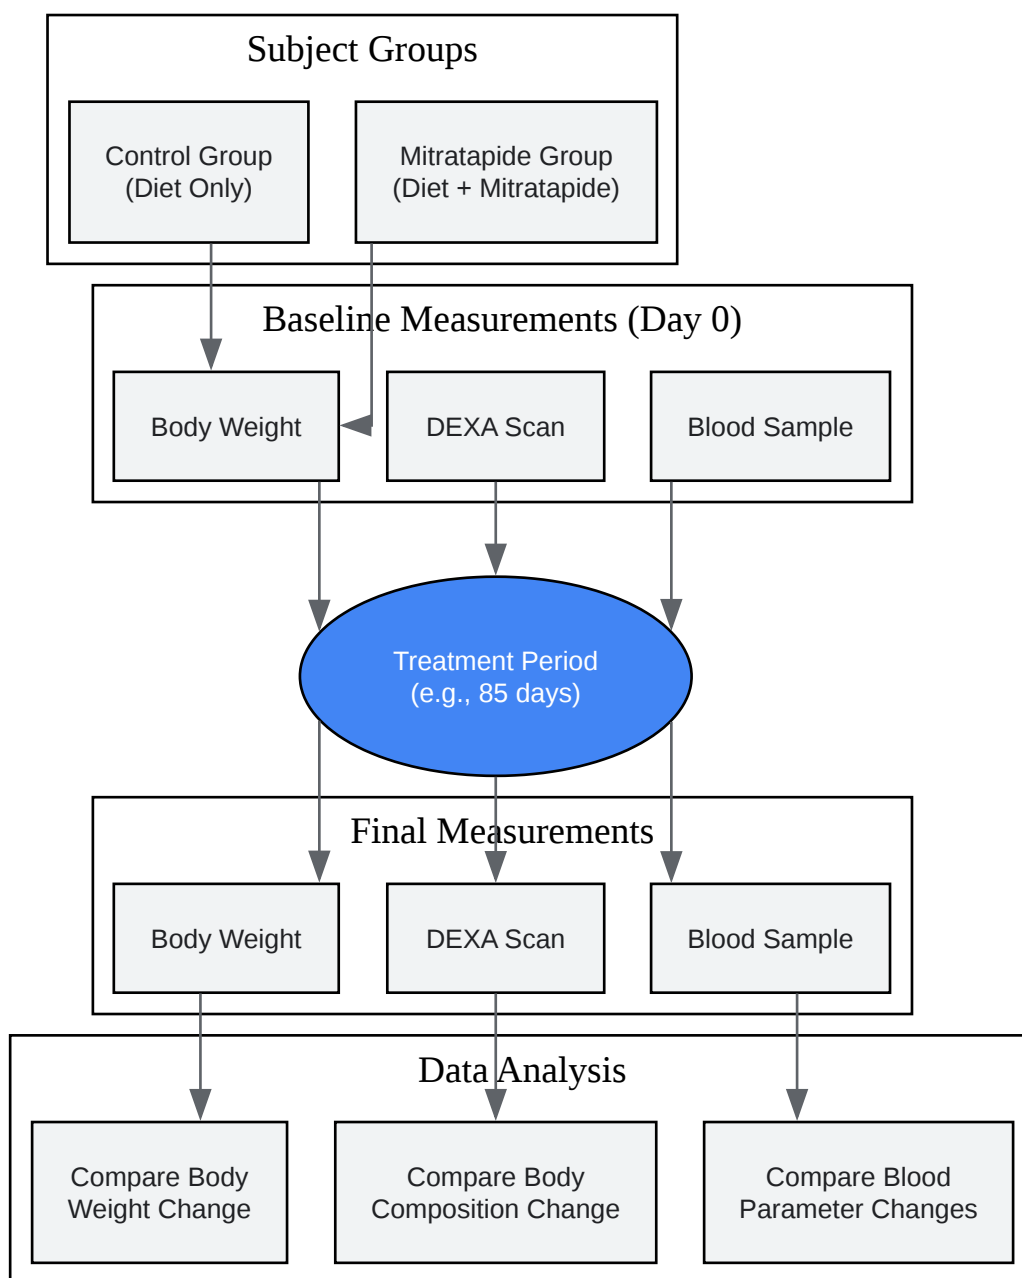 Subject Groups
Control Group
(Diet Only)
Mitratapide Group
(Diet + Mitratapide)
Baseline Measurements (Day 0)
Body Weight
DEXA Scan
Blood Sample
Treatment Period
(e.g., 85 days)
Final Measurements
Body Weight
DEXA Scan
Blood Sample
Data Analysis
Compare Body
Weight Change
Compare Body
Composition Change
Compare Blood
Parameter Changes